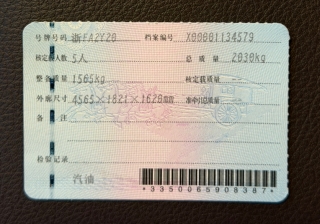 号牌号码 浙FA2Y20 档案编号 X00001134579
核定载人数 5人 总质量 2030kg
整备质量 1565kg 核定载质量
外廓尺寸 4565×1821×1628mm 准牵引总质量
备注
检验记录
汽油
*3350065908387*